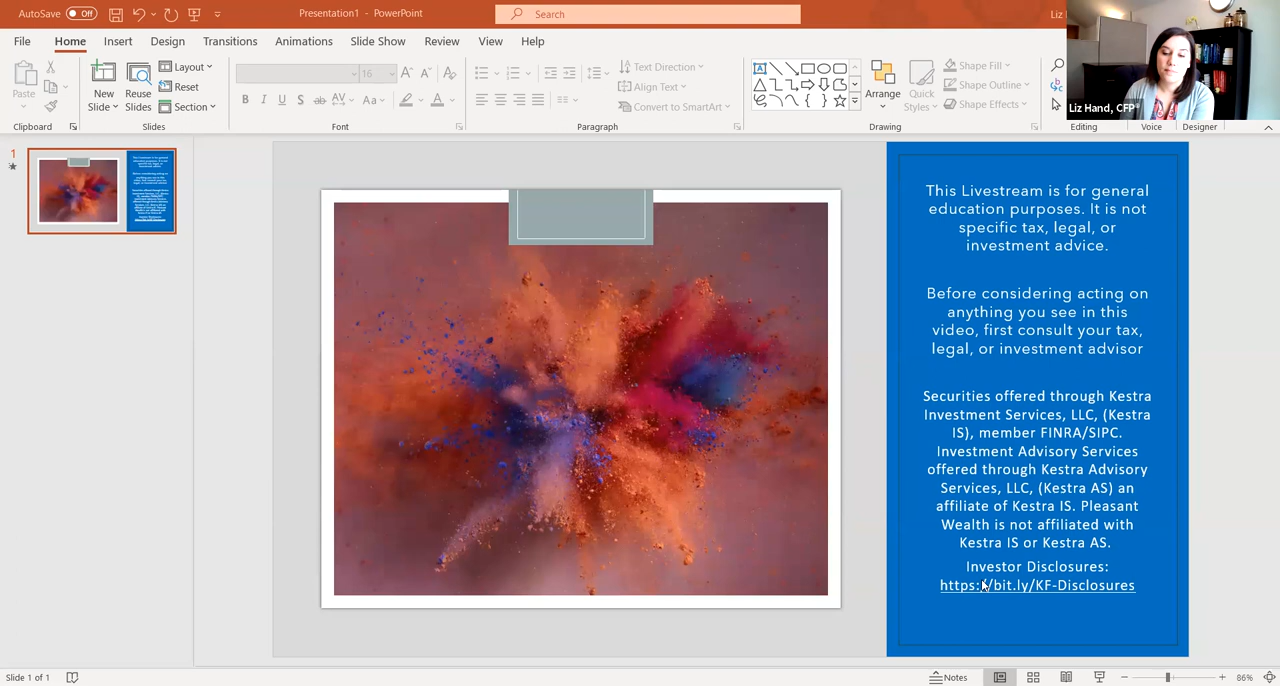 AutoSave Off
Presentation1 - PowerPoint
Search
Liz
File Home Insert Design Transitions Animations Slide Show Review View Help
Paste
Clipboard
New
Slide
Reuse
Slides
Layout
Reset
Section
Slides
16
B I U S ab AV Aa A
Font
Text Direction
Align Text
Convert to SmartArt
Paragraph
Arrange
Quick
Styles
Shape Fill
Shape Outline
Shape Effects
Drawing
Editing
Voice
Designer
Liz Hand, CFP®
1
This Livestream is for general
education purposes. It is not
specific tax, legal, or
investment advice.
Before considering acting on
anything you see in this
video, first consult your tax,
legal, or investment advisor
Securities offered through Kestra
Investment Services, LLC, (Kestra
IS), member FINRA/SIPC.
Investment Advisory Services
offered through Kestra Advisory
Services, LLC, (Kestra AS) an
affiliate of Kestra IS. Pleasant
Wealth is not affiliated with
Kestra IS or Kestra AS.
Investor Disclosures:
https://bit.ly/KF-Disclosures
Slide 1 of 1
Notes
86%